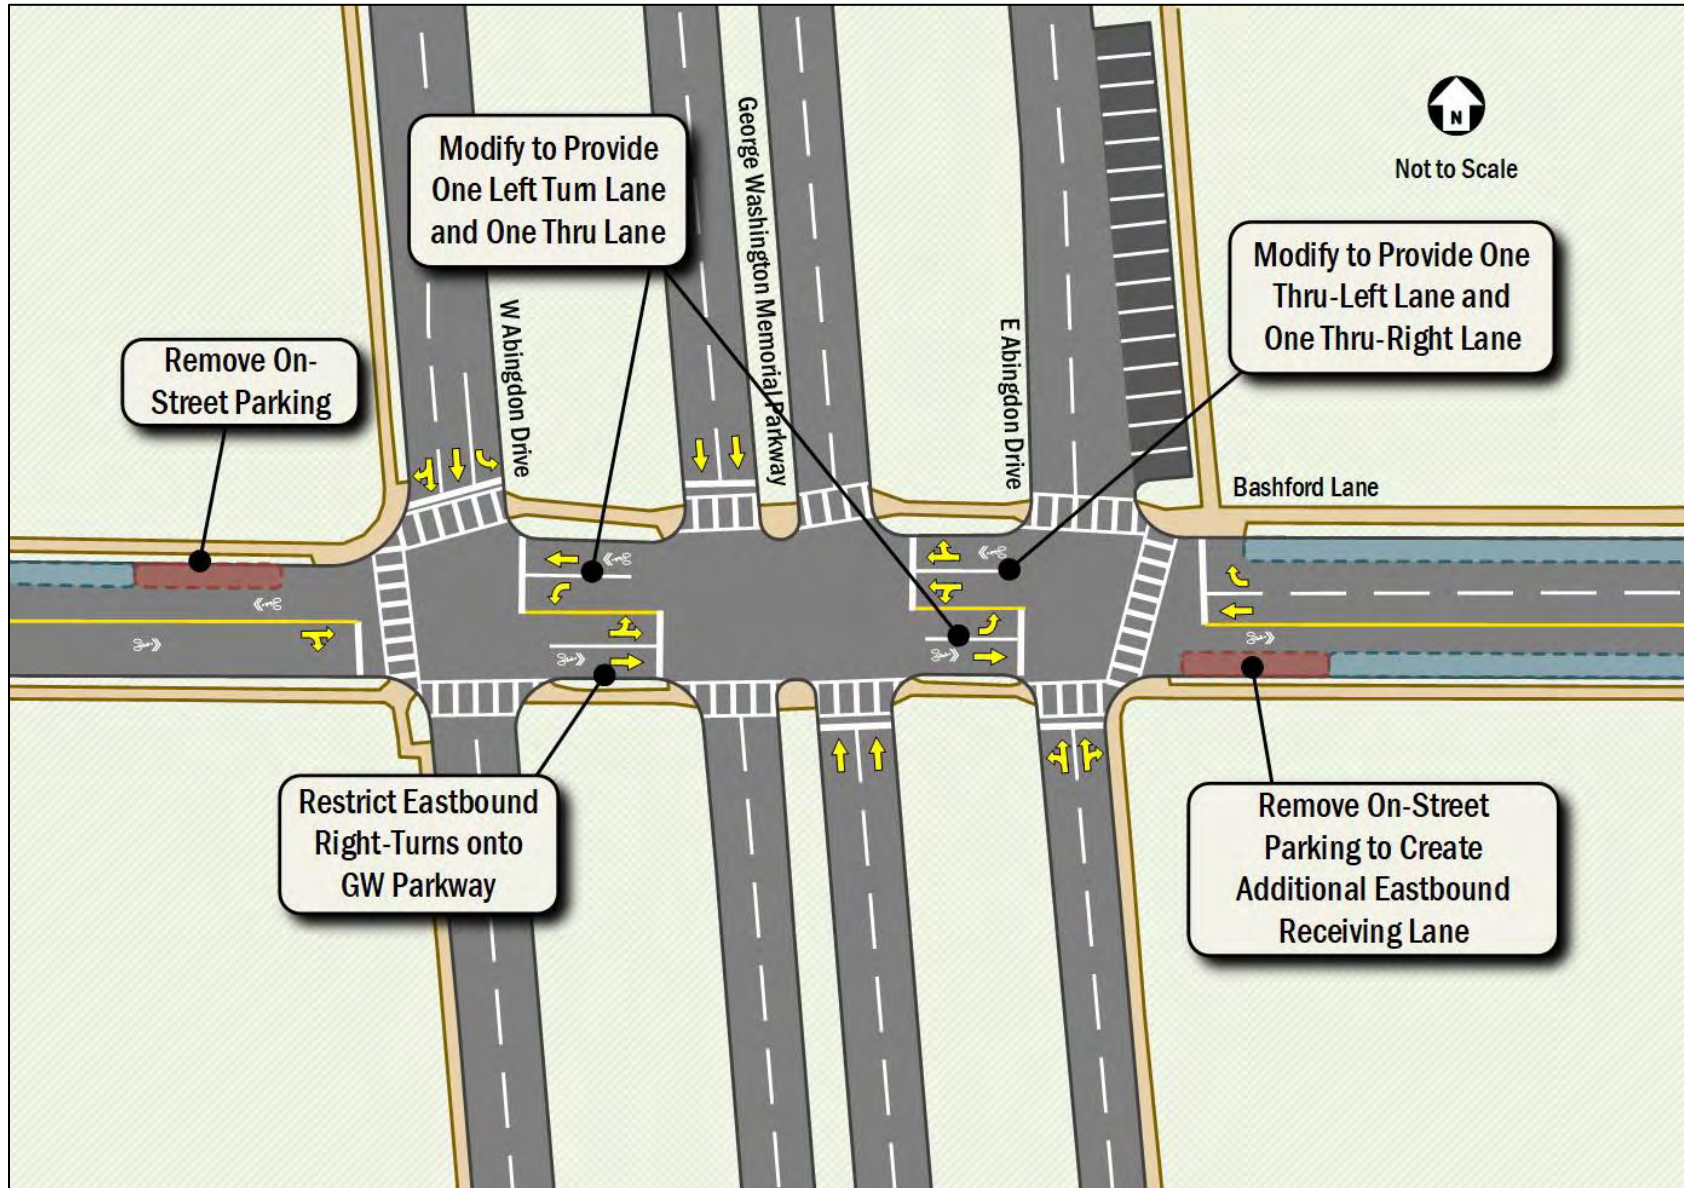 Modify to Provide
One Left Turn Lane
and One Thru Lane
George Washington Memorial Parkway
N
Not to Scale
Modify to Provide One
Thru-Left Lane and
One Thru-Right Lane
Remove On-
Street Parking
W Abingdon Drive
E Abingdon Drive
Bashford Lane
Restrict Eastbound
Right-Turns onto
GW Parkway
Remove On-Street
Parking to Create
Additional Eastbound
Receiving Lane